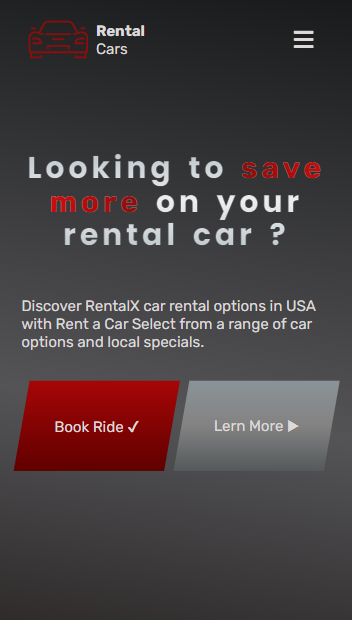 Rental
Cars
Looking to save
more on your
rental car ?
Discover RentalX car rental options in USA
with Rent a Car Select from a range of car
options and local specials.
Book Ride ✓
Lern More ▶